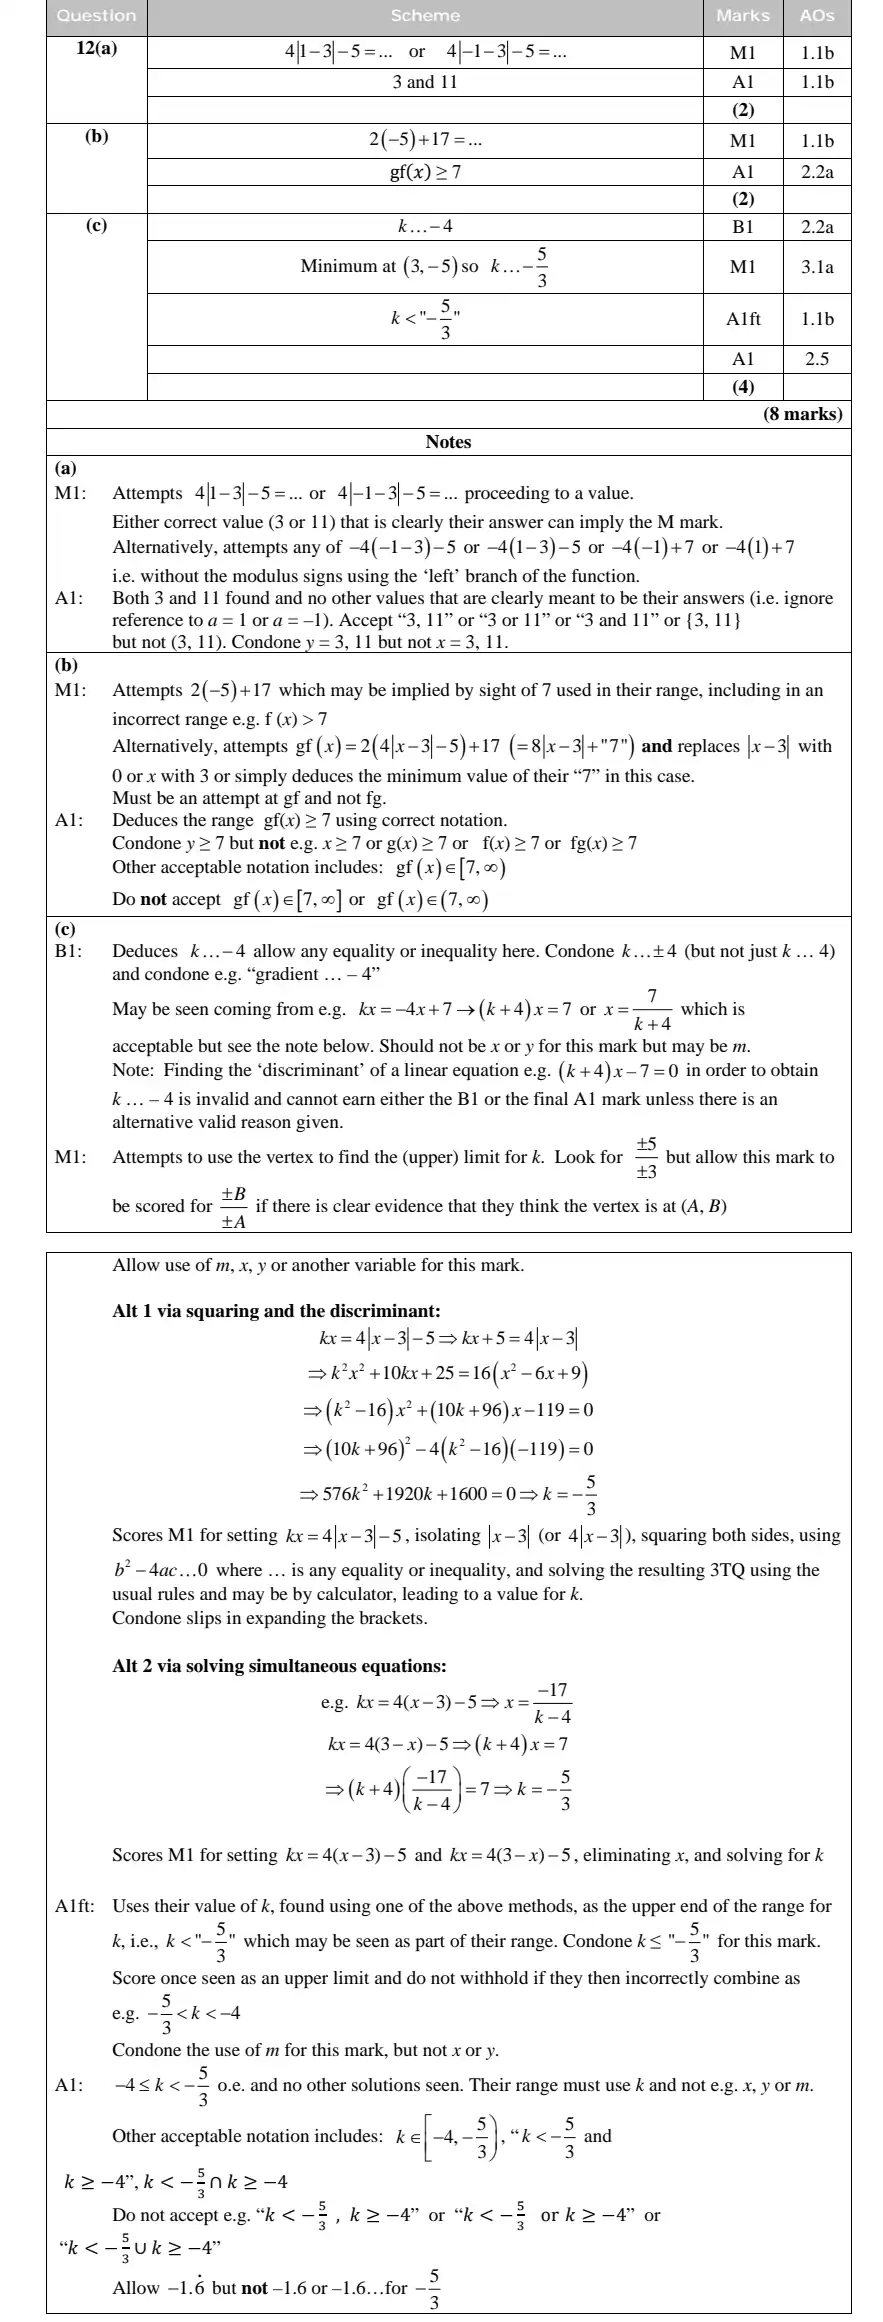 Question Scheme Marks AOs
12(a) 4|1−3|−5=... or 4|−1−3|−5=... M1 1.1b
3 and 11 A1 1.1b
(2)
(b) 2(−5)+17=... M1 1.1b
gf(x) ≥ 7 A1 2.2a
(2)
(c) k…−4 B1 2.2a
Minimum at (3,−5) so k…−5/3 M1 3.1a
k < "−5/3" A1ft 1.1b
A1 2.5
(4)
(8 marks)
Notes
(a)
M1: Attempts 4|1−3|−5=... or 4|−1−3|−5=... proceeding to a value.
Either correct value (3 or 11) that is clearly their answer can imply the M mark.
Alternatively, attempts any of −4(−1−3)−5 or −4(1−3)−5 or −4(−1)+7 or −4(1)+7
i.e. without the modulus signs using the ‘left’ branch of the function.
A1: Both 3 and 11 found and no other values that are clearly meant to be their answers (i.e. ignore
reference to a = 1 or a = –1). Accept “3, 11” or “3 or 11” or “3 and 11” or {3, 11}
but not (3, 11). Condone y = 3, 11 but not x = 3, 11.
(b)
M1: Attempts 2(−5)+17 which may be implied by sight of 7 used in their range, including in an
incorrect range e.g. f (x) > 7
Alternatively, attempts gf(x)=2(4|x−3|−5)+17 (=8|x−3|+"7") and replaces |x−3| with
0 or x with 3 or simply deduces the minimum value of their “7” in this case.
Must be an attempt at gf and not fg.
A1: Deduces the range gf(x) ≥ 7 using correct notation.
Condone y ≥ 7 but not e.g. x ≥ 7 or g(x) ≥ 7 or f(x) ≥ 7 or fg(x) ≥ 7
Other acceptable notation includes: gf(x)∈[7,∞)
Do not accept gf(x)∈[7,∞] or gf(x)∈(7,∞)
(c)
B1: Deduces k…−4 allow any equality or inequality here. Condone k…±4 (but not just k … 4)
and condone e.g. “gradient … – 4”
May be seen coming from e.g. kx=−4x+7→(k+4)x=7 or x=7/(k+4) which is
acceptable but see the note below. Should not be x or y for this mark but may be m.
Note: Finding the ‘discriminant’ of a linear equation e.g. (k+4)x−7=0 in order to obtain
k … – 4 is invalid and cannot earn either the B1 or the final A1 mark unless there is an
alternative valid reason given.
M1: Attempts to use the vertex to find the (upper) limit for k. Look for ±5/±3 but allow this mark to
be scored for ±B/±A if there is clear evidence that they think the vertex is at (A, B)
Allow use of m, x, y or another variable for this mark.
Alt 1 via squaring and the discriminant:
kx=4|x−3|−5⇒kx+5=4|x−3|
⇒k²x²+10kx+25=16(x²−6x+9)
⇒(k²−16)x²+(10k+96)x−119=0
⇒(10k+96)²−4(k²−16)(−119)=0
⇒576k²+1920k+1600=0⇒k=−5/3
Scores M1 for setting kx=4|x−3|−5, isolating |x−3| (or 4|x−3|), squaring both sides, using
b²−4ac…0 where … is any equality or inequality, and solving the resulting 3TQ using the
usual rules and may be by calculator, leading to a value for k.
Condone slips in expanding the brackets.
Alt 2 via solving simultaneous equations:
e.g. kx=4(x−3)−5⇒x=−17/(k−4)
kx=4(3−x)−5⇒(k+4)x=7
⇒(k+4)(−17/(k−4))=7⇒k=−5/3
Scores M1 for setting kx=4(x−3)−5 and kx=4(3−x)−5, eliminating x, and solving for k
A1ft: Uses their value of k, found using one of the above methods, as the upper end of the range for
k, i.e., k<"−5/3" which may be seen as part of their range. Condone k≤ "−5/3" for this mark.
Score once seen as an upper limit and do not withhold if they then incorrectly combine as
e.g. −5/3<k<−4
Condone the use of m for this mark, but not x or y.
A1: −4≤k<−5/3 o.e. and no other solutions seen. Their range must use k and not e.g. x, y or m.
Other acceptable notation includes: k∈[−4,−5/3), “k<−5/3 and
k ≥ −4”, k < −5/3 ∩ k ≥ −4
Do not accept e.g. “k < −5/3 , k ≥ −4” or “k < −5/3 or k ≥ −4” or
“k < −5/3 ∪ k ≥ −4”
Allow −1.6̇ but not –1.6 or –1.6…for −5/3